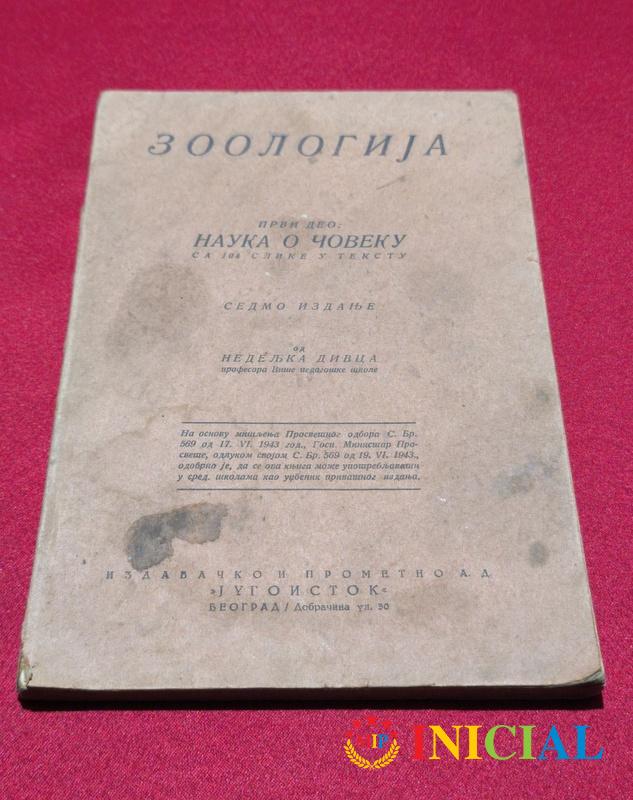 ЗООЛОГИЈА
ПРВИ ДЕО:
НАУКА О ЧОВЕКУ
СА 104 СЛИКЕ У ТЕКСТУ
СЕДМО ИЗДАЊЕ
од
НЕДЕЉКА ДИВЦА
професора Више педагошке школе
На основу мишљења Просветног одбора С. Бр.
569 од 17. VI. 1943 год., Госп. Министар Про-
свете, одлуком својом С. Бр. 569 од 19. VI. 1943.,
одобрио је, да се ова књига може употребљавати
у сред. школама као уџбеник приватног издања.
ИЗДАВАЧКО И ПРОМЕТНО А. Д.
»ЈУГОИСТОК«
БЕОГРАД / Добрачина ул. 30
IP INICIAL